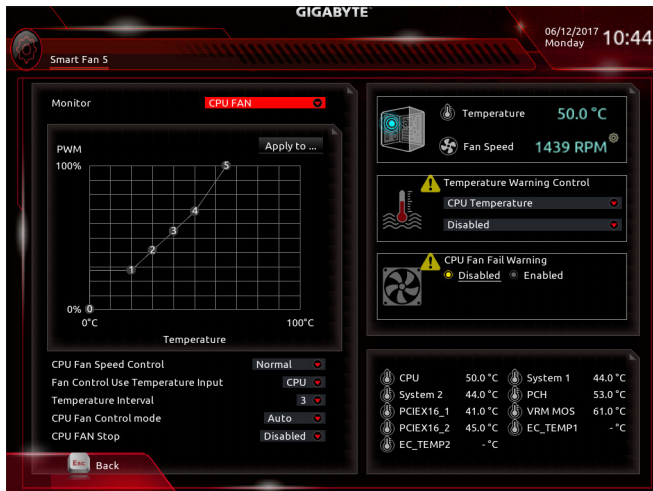 GIGABYTE™
06/12/2017
Monday
10:44
Smart Fan 5
Monitor
CPU FAN
PWM
Apply to ...
100%
5
4
3
2
1
0% 0
0°C
100°C
Temperature
CPU Fan Speed Control Normal
Fan Control Use Temperature Input CPU
Temperature Interval 3
CPU Fan Control mode Auto
CPU FAN Stop Disabled
Esc Back
Temperature 50.0 °C
Fan Speed 1439 RPM
Temperature Warning Control
CPU Temperature
Disabled
CPU Fan Fail Warning
Disabled Enabled
CPU 50.0 °C System 1 44.0 °C
System 2 44.0 °C PCH 53.0 °C
PCIEX16_1 41.0 °C VRM MOS 61.0 °C
PCIEX16_2 45.0 °C EC_TEMP1 - °C
EC_TEMP2 - °C